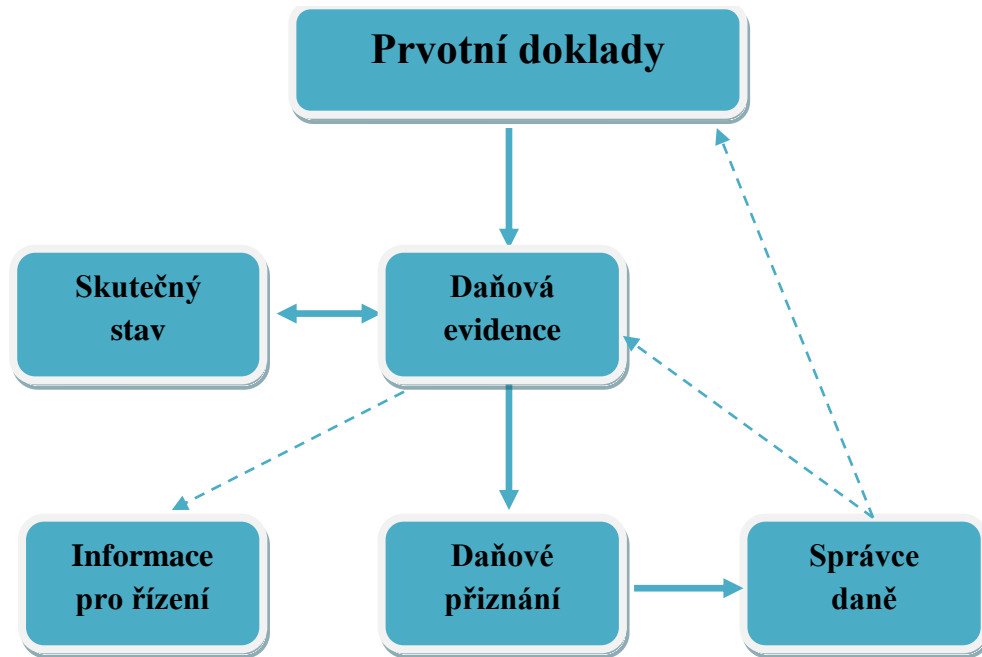 Prvotní doklady
Skutečný
stav
Daňová
evidence
Informace
pro řízení
Daňové
přiznání
Správce
daně